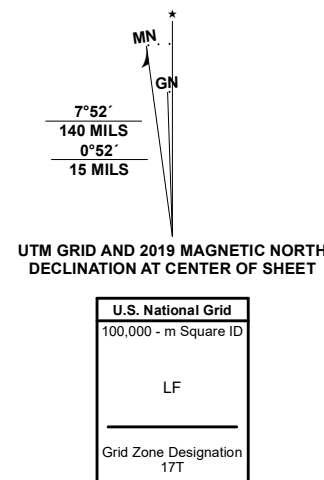 ★
MN
GN
7°52´
140 MILS
0°52´
15 MILS
UTM GRID AND 2019 MAGNETIC NORTH
DECLINATION AT CENTER OF SHEET
U.S. National Grid
100,000 - m Square ID
LF
Grid Zone Designation
17T